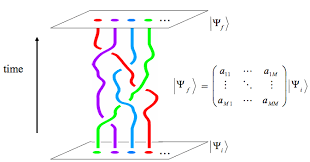 ... |Ψ_f⟩
time
|Ψ_f⟩ = ( a_11 ⋯ a_1M
⋮ ⋱ ⋮
a_M1 ⋯ a_MM ) |Ψ_i⟩
... |Ψ_i⟩